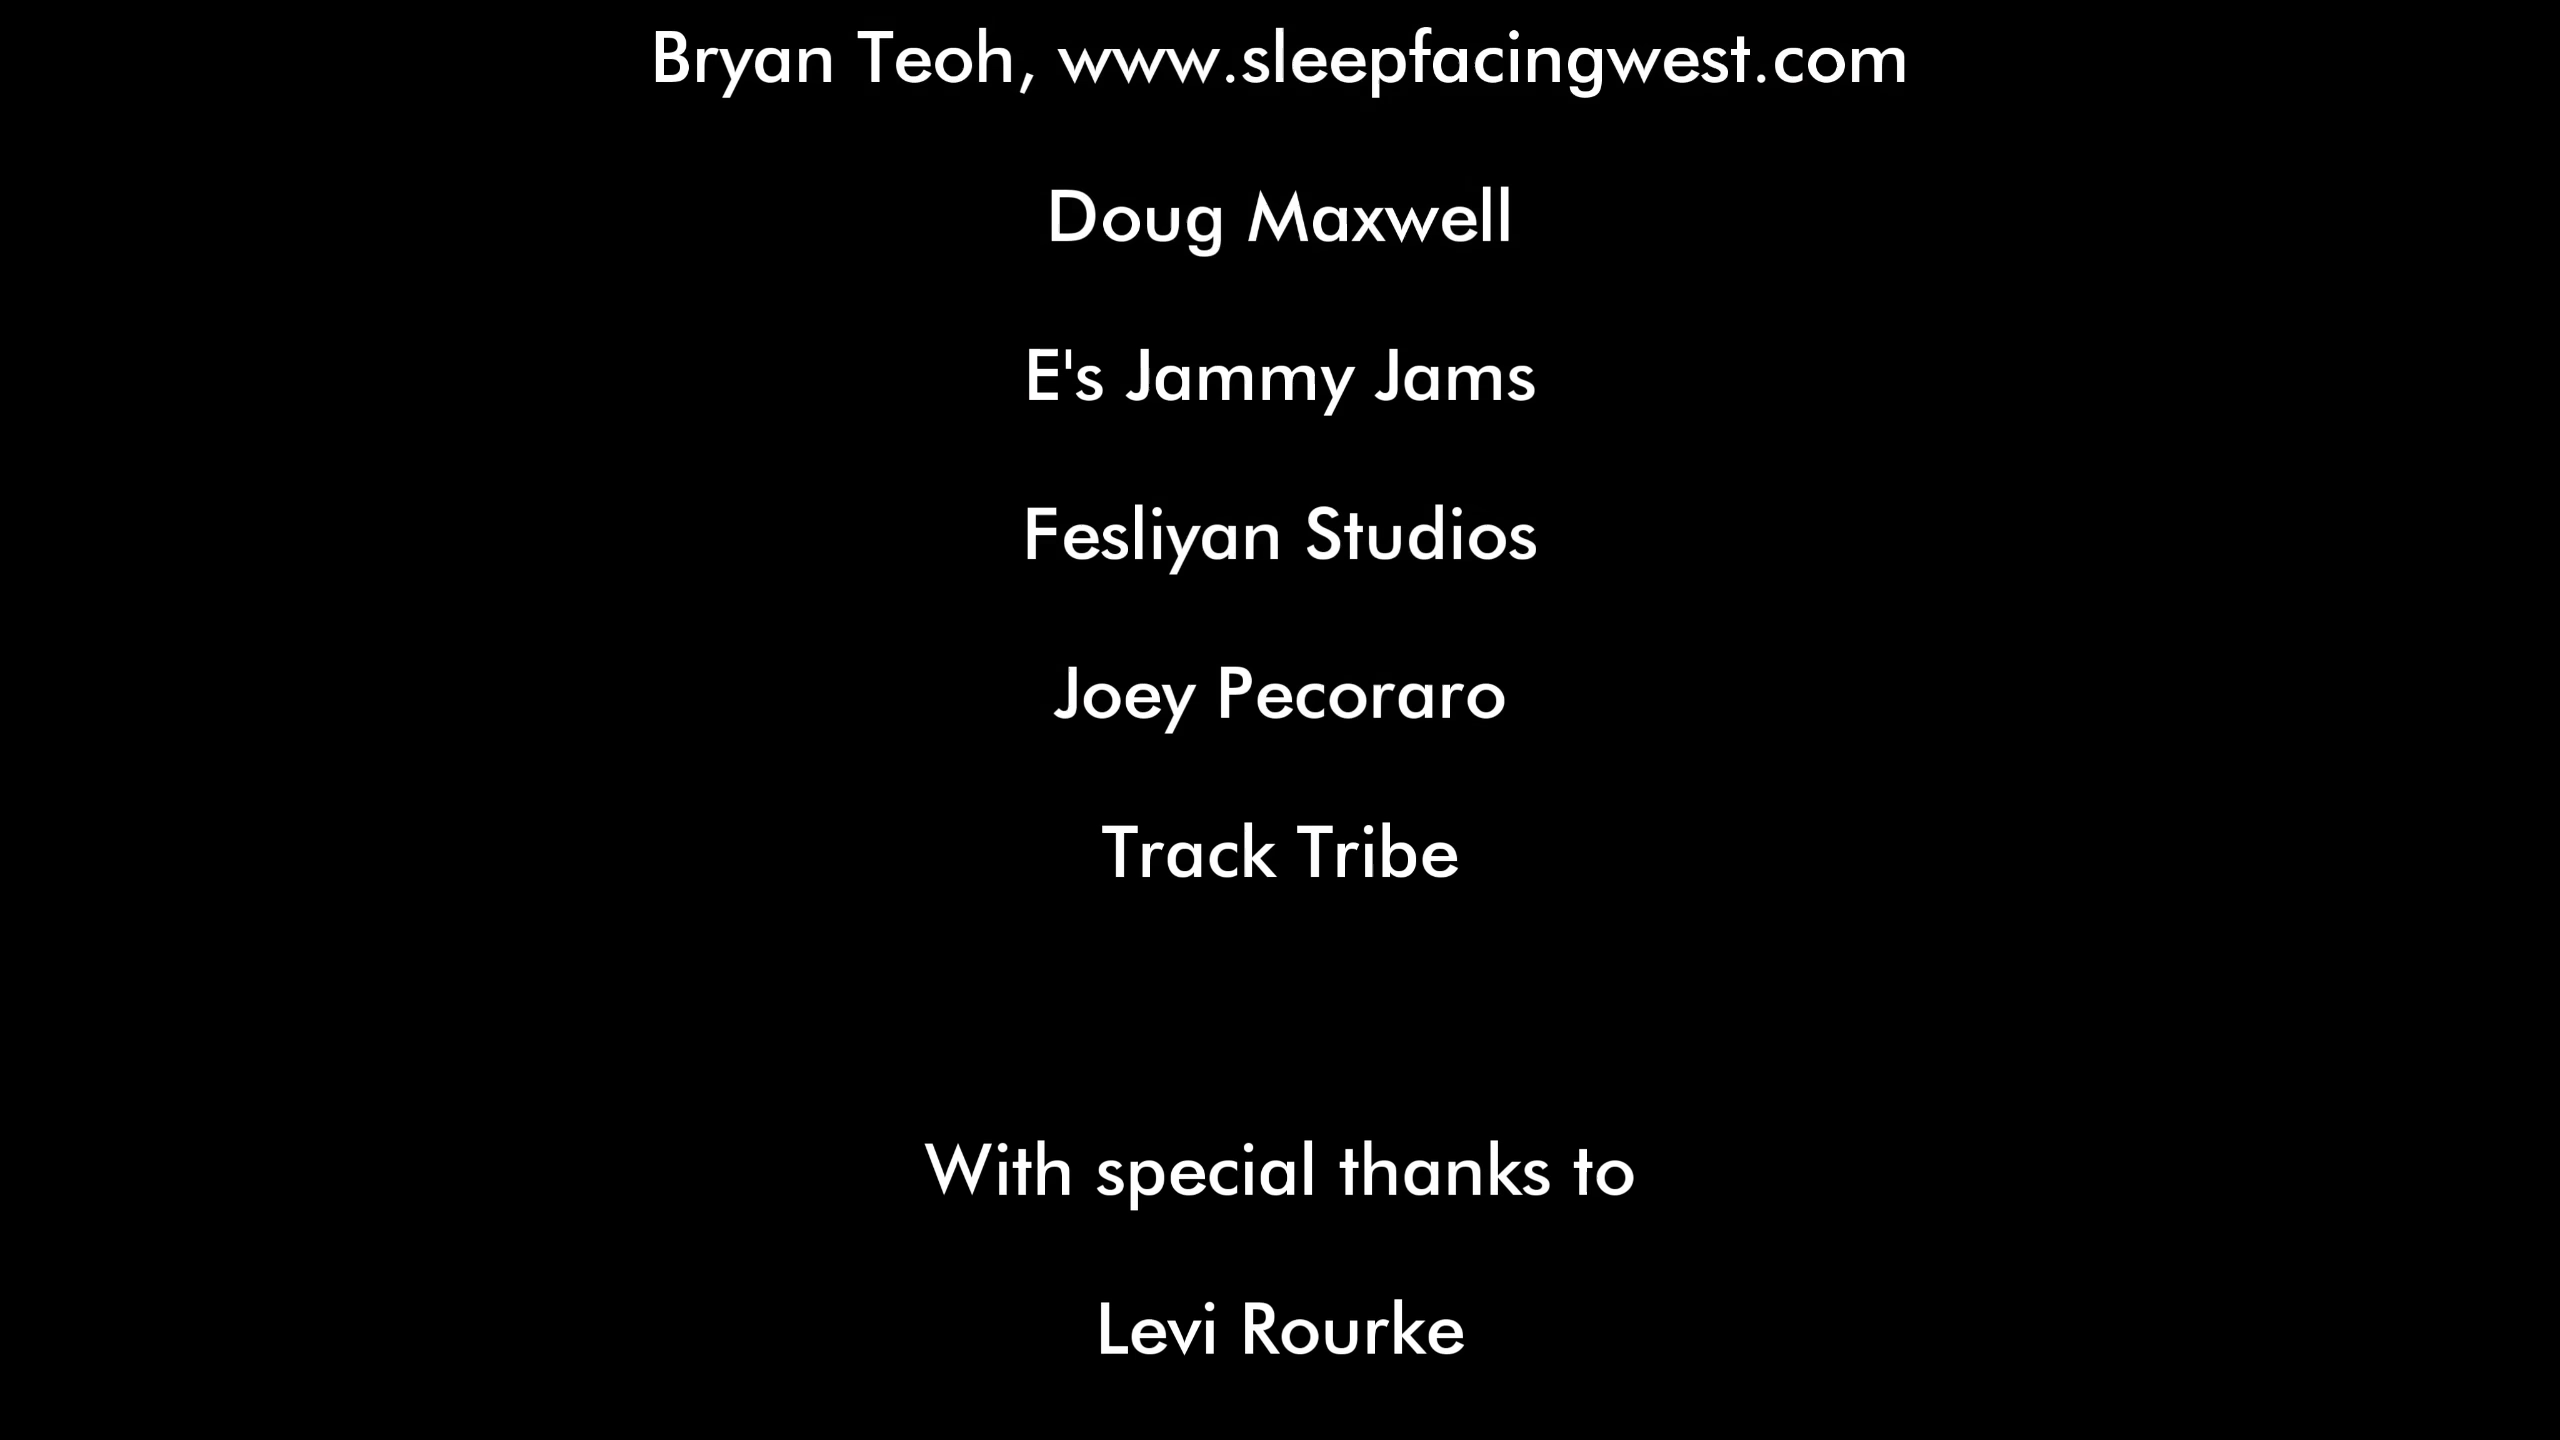 Bryan Teoh, www.sleepfacingwest.com
Doug Maxwell
E's Jammy Jams
Fesliyan Studios
Joey Pecoraro
Track Tribe
With special thanks to
Levi Rourke